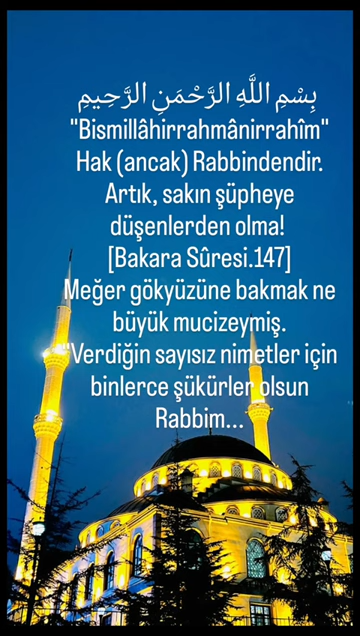 بِسْمِ اللَّهِ الرَّحْمَنِ الرَّحِيمِ
"Bismillâhirrahmânirrahîm"
Hak (ancak) Rabbindendir.
Artık, sakın şüpheye
düşenlerden olma!
[Bakara Sûresi.147]
Meğer gökyüzüne bakmak ne
büyük mucizeymiş.
"Verdiğin sayısız nimetler için
binlerce şükürler olsun
Rabbim...